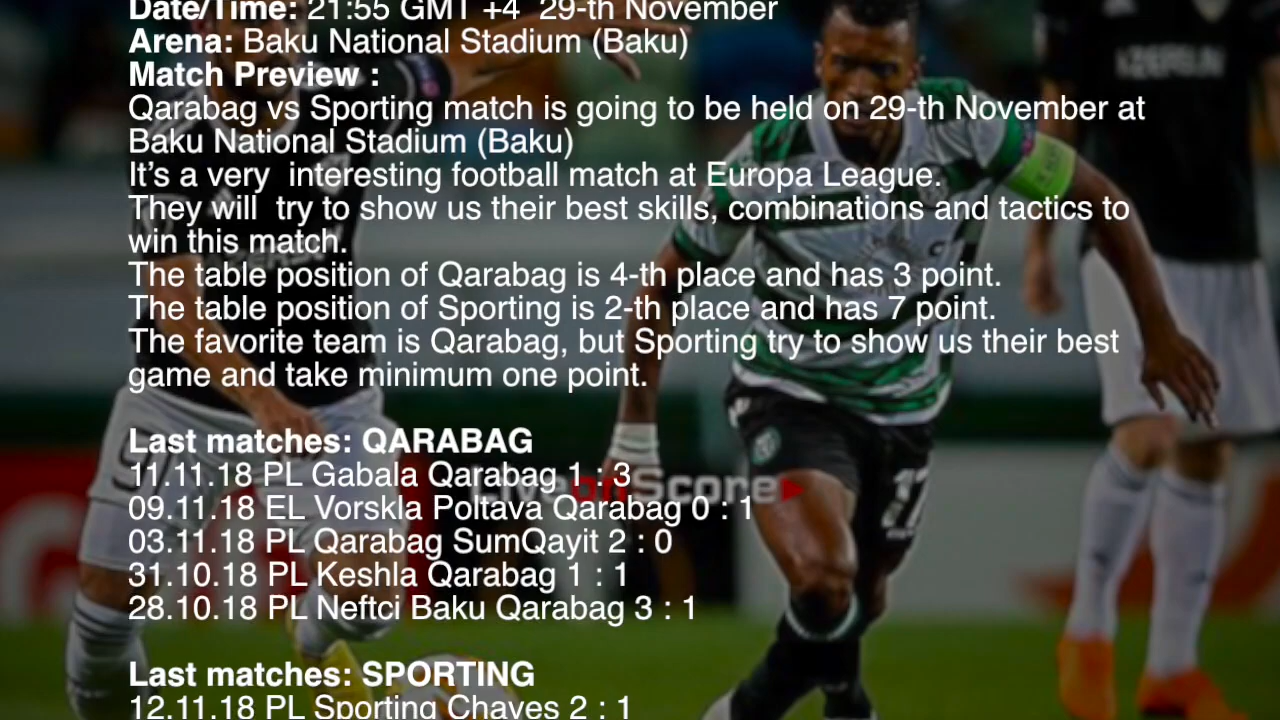 Date/Time: 21:55 GMT +4  29-th November
Arena: Baku National Stadium (Baku)
Match Preview :
Qarabag vs Sporting match is going to be held on 29-th November at
Baku National Stadium (Baku)
It’s a very  interesting football match at Europa League.
They will  try to show us their best skills, combinations and tactics to
win this match.
The table position of Qarabag is 4-th place and has 3 point.
The table position of Sporting is 2-th place and has 7 point.
The favorite team is Qarabag, but Sporting try to show us their best
game and take minimum one point.
Last matches: QARABAG
11.11.18 PL Gabala Qarabag 1 : 3
09.11.18 EL Vorskla Poltava Qarabag 0 : 1
03.11.18 PL Qarabag SumQayit 2 : 0
31.10.18 PL Keshla Qarabag 1 : 1
28.10.18 PL Neftci Baku Qarabag 3 : 1
Last matches: SPORTING
12.11.18 PL Sporting Chaves 2 : 1
17